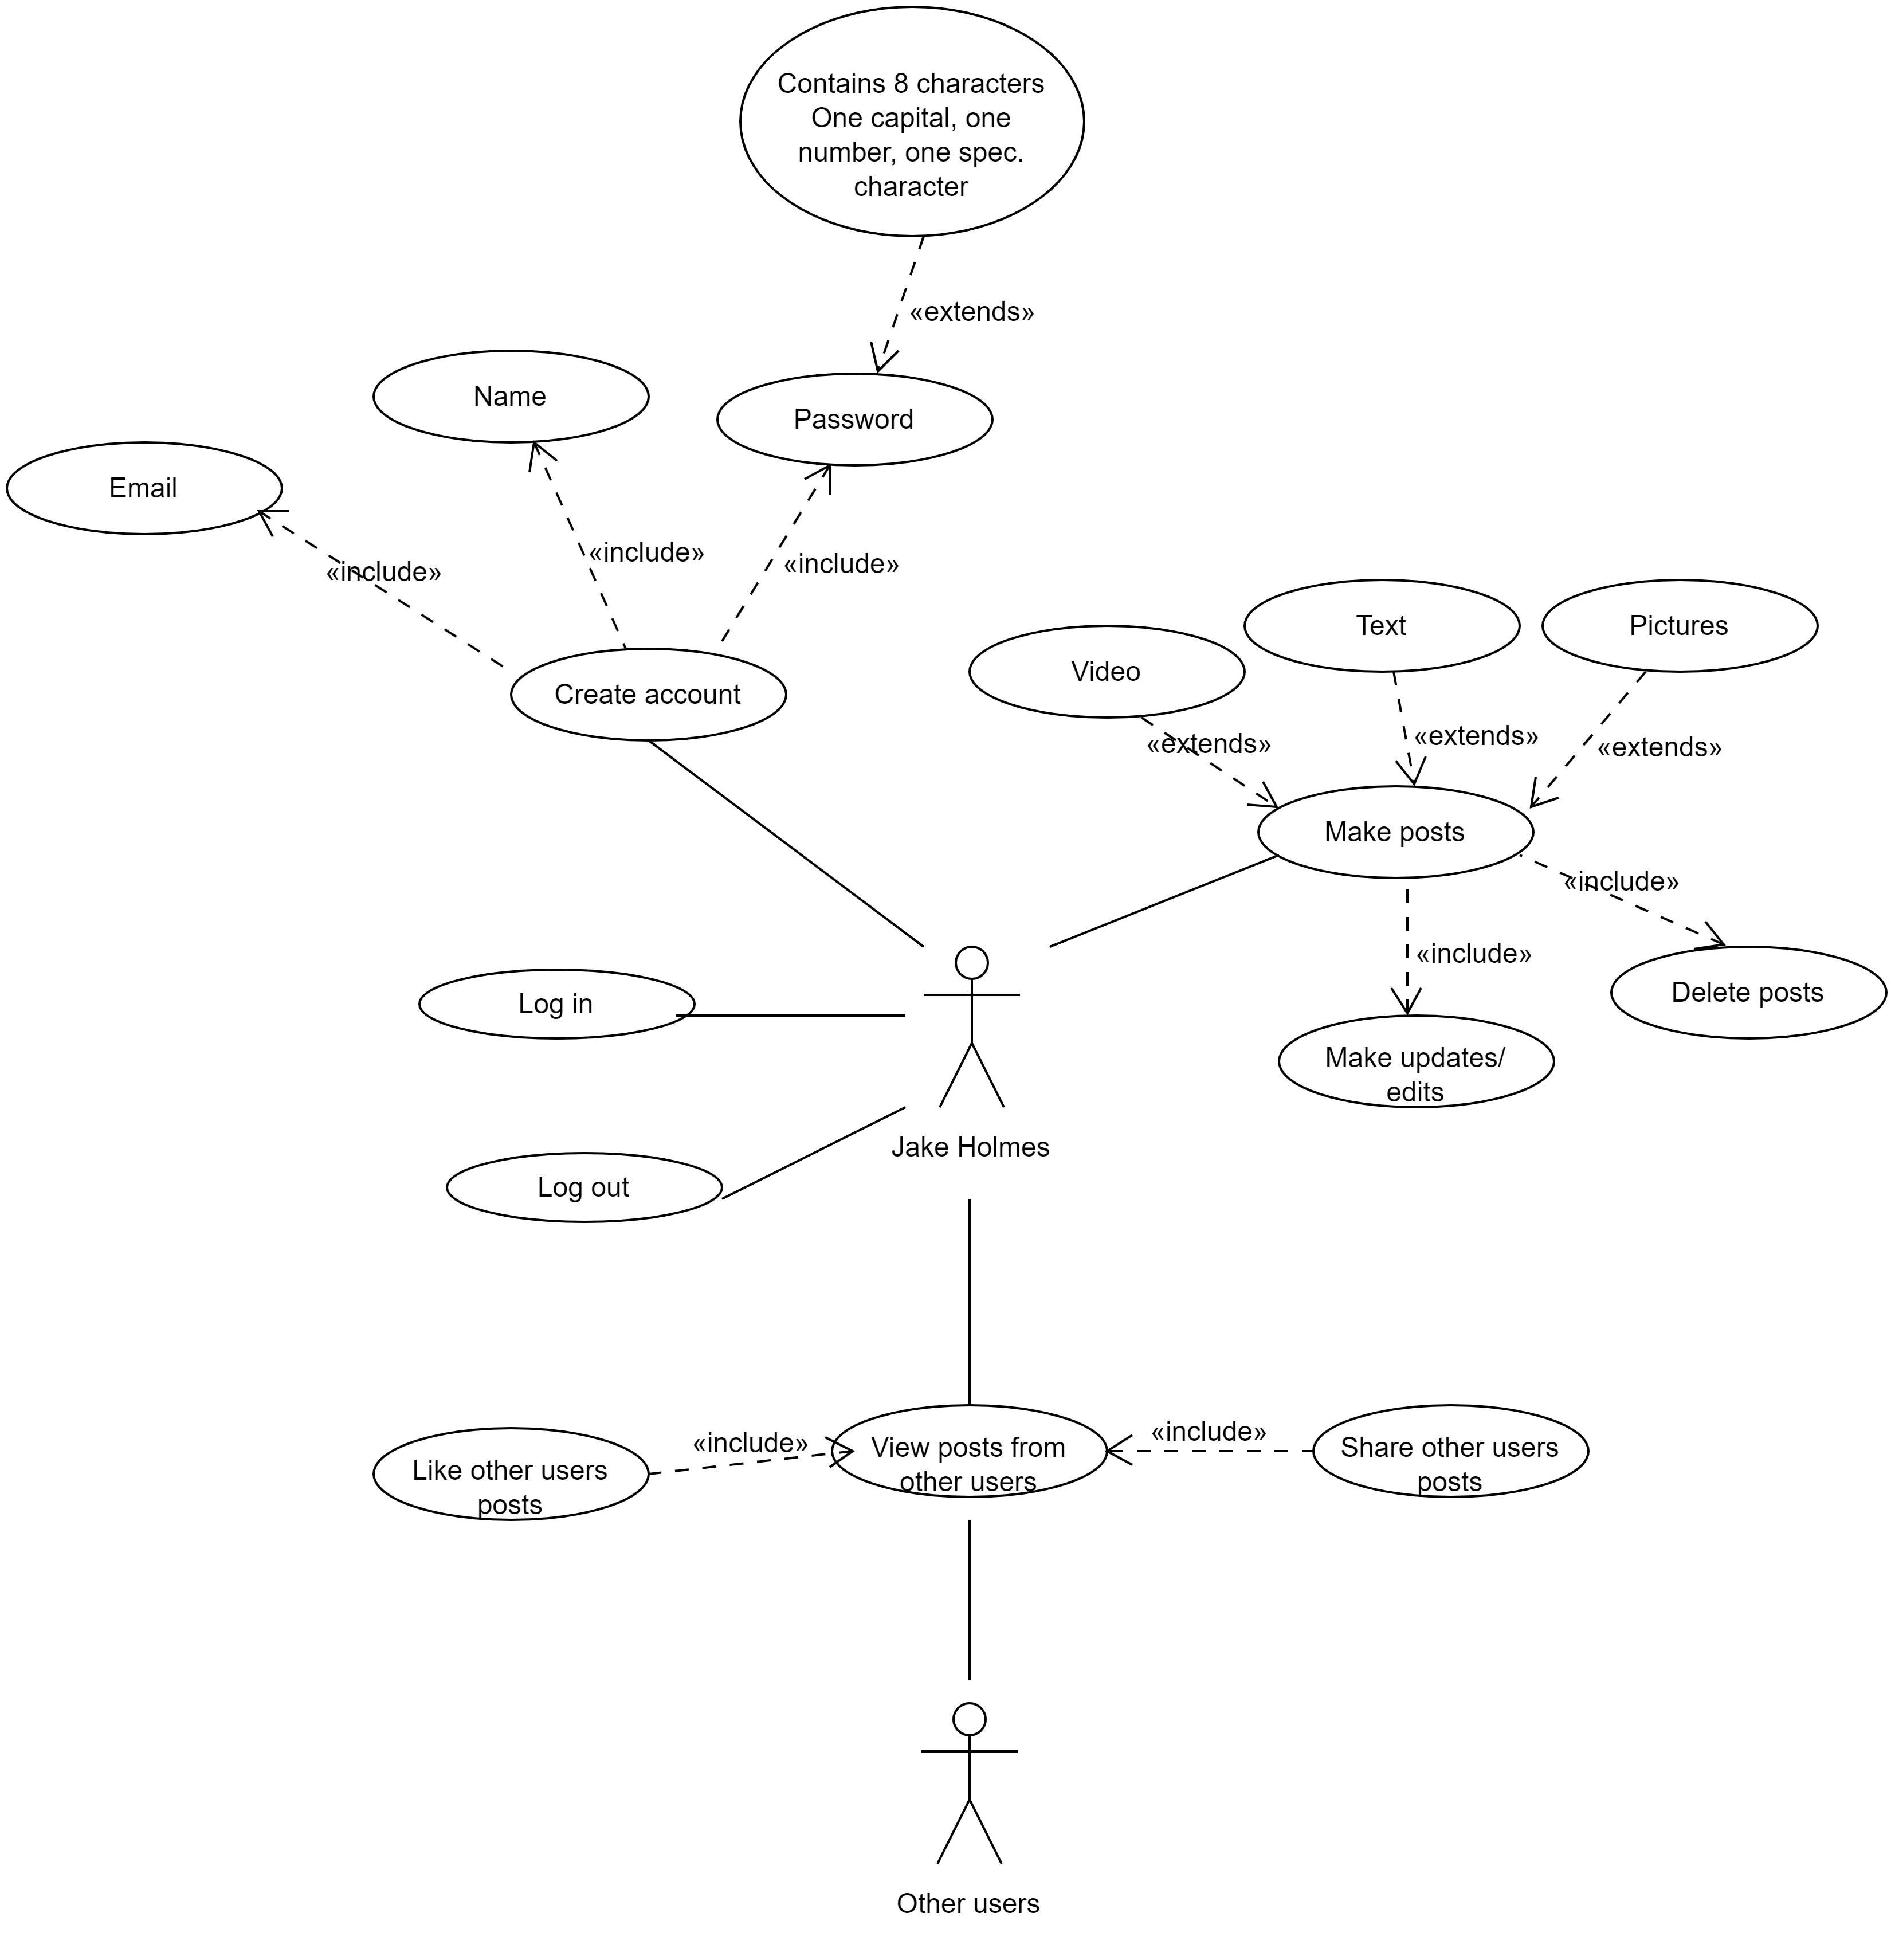 Contains 8 characters
One capital, one
number, one spec.
character
«extends»
Name
Password
Email
«include»
«include»
«include»
Create account
Video
Text
Pictures
«extends»
«extends»
«extends»
Make posts
«include»
«include»
Delete posts
Make updates/
edits
Log in
Jake Holmes
Log out
«include»
«include»
Like other users
posts
View posts from
other users
Share other users
posts
Other users